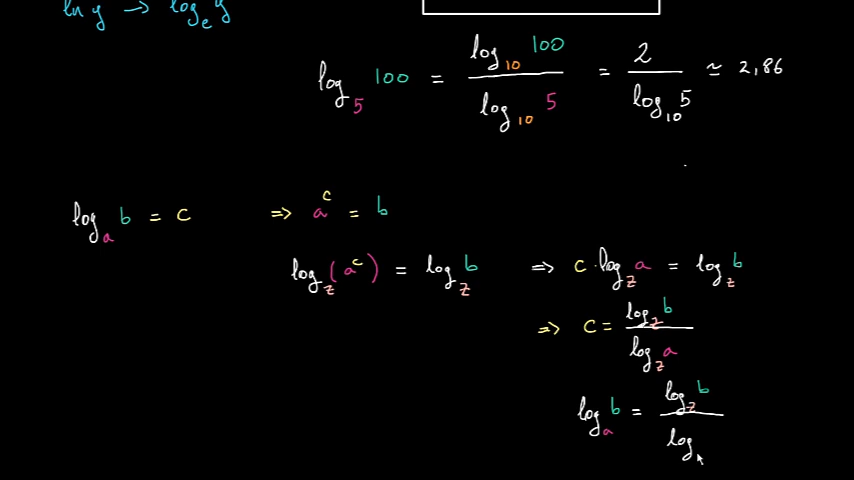 ln y → log_e y
log_5 100 = log_10 100 / log_10 5 = 2 / log_10 5 ≃ 2,86
log_a b = c ⇒ a^c = b
log_z (a^c) = log_z b ⇒ c · log_z a = log_z b
⇒ c = log_z b / log_z a
log_a b = log_z b / log